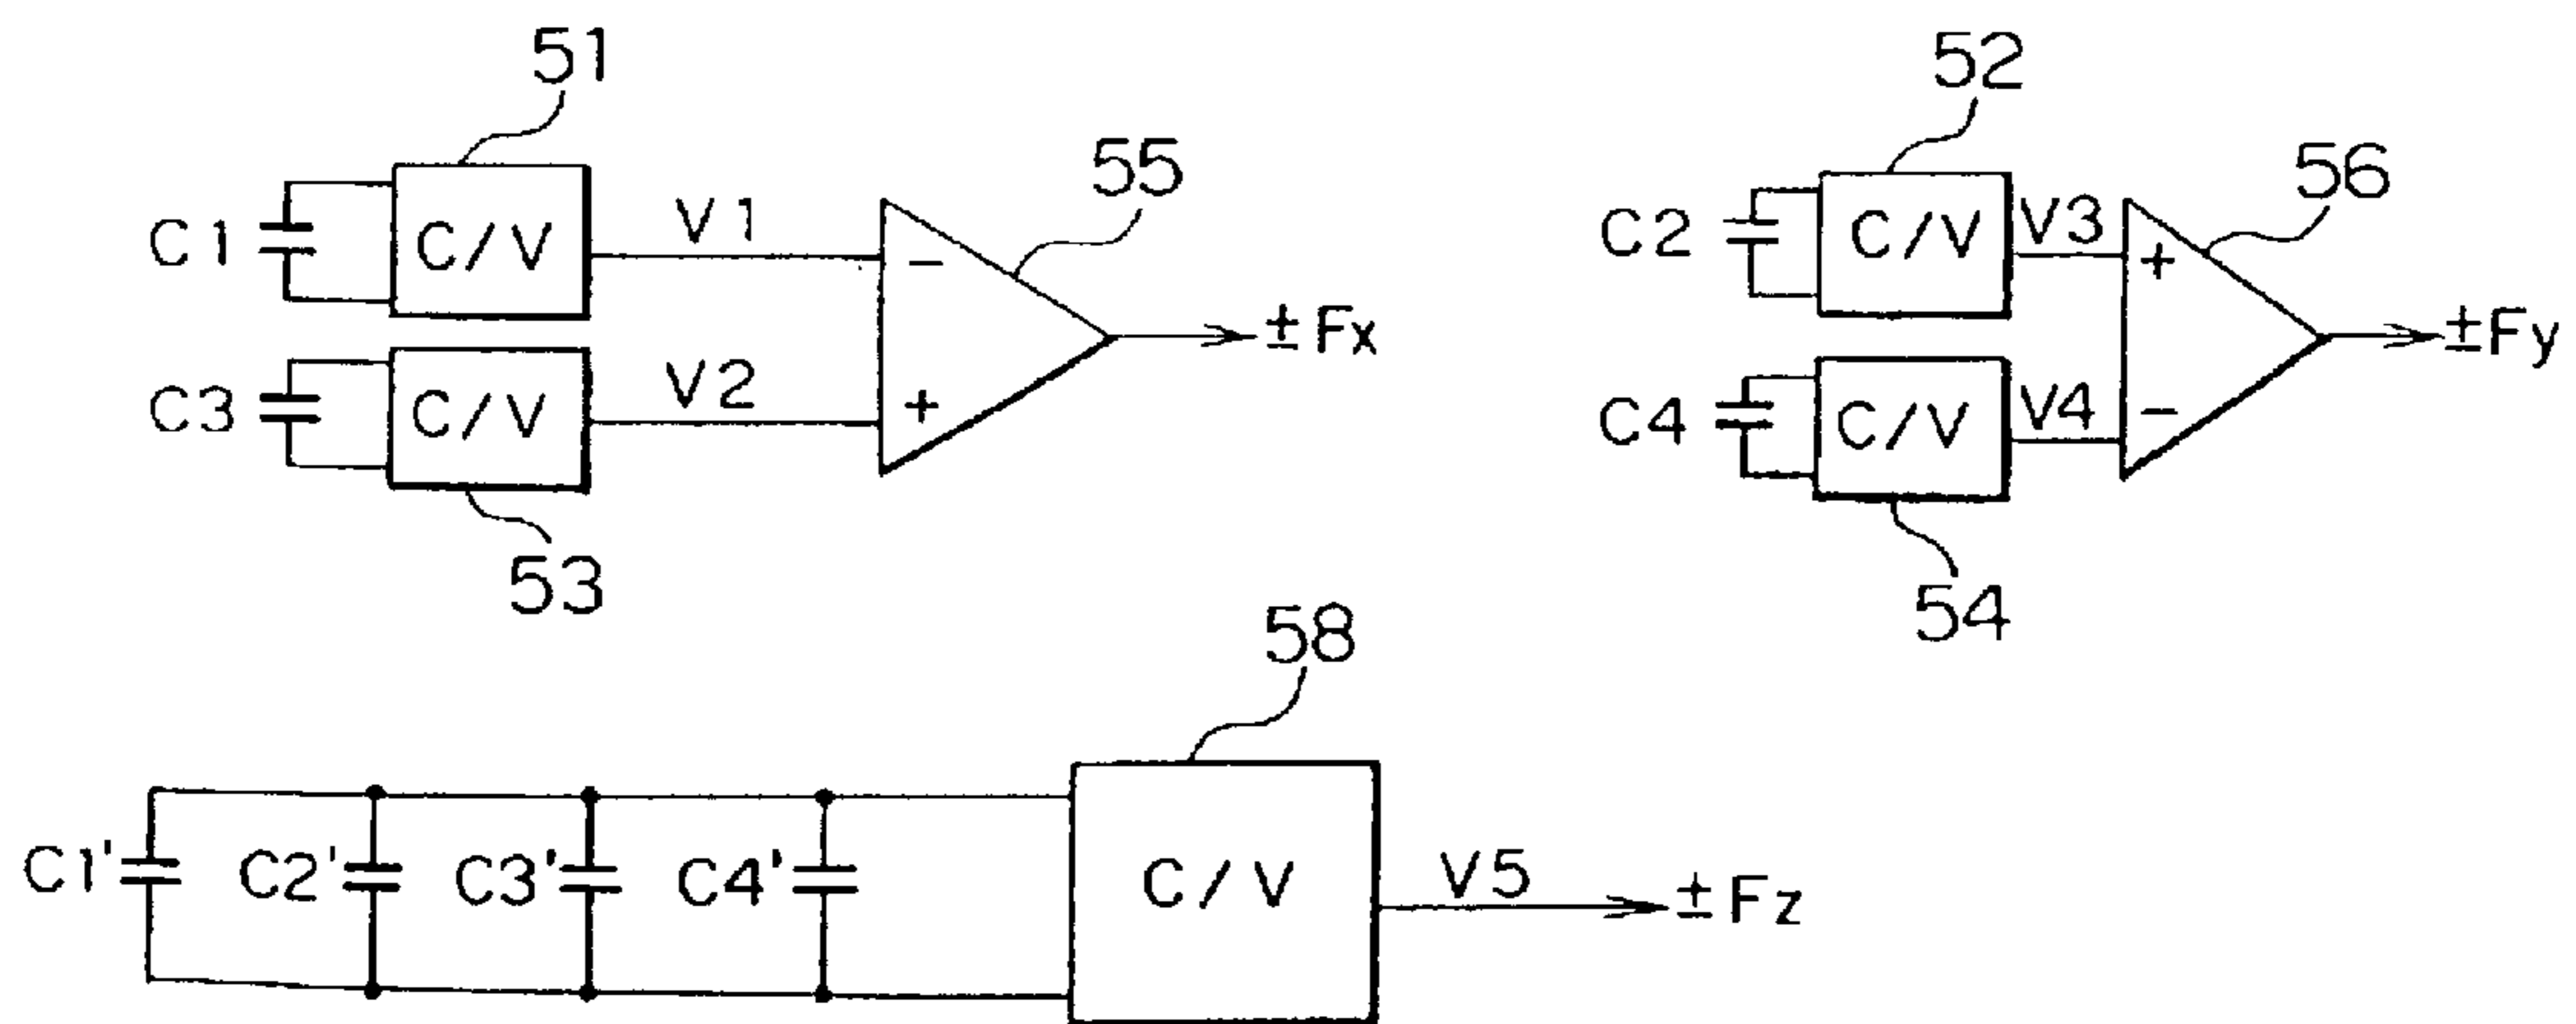 51
C1
C/V
V1
55
-
+
±Fx
C3
C/V
V2
53
52
C2
C/V
V3
56
+
-
±Fy
C4
C/V
V4
54
58
C1'
C2'
C3'
C4'
C/V
V5
±Fz